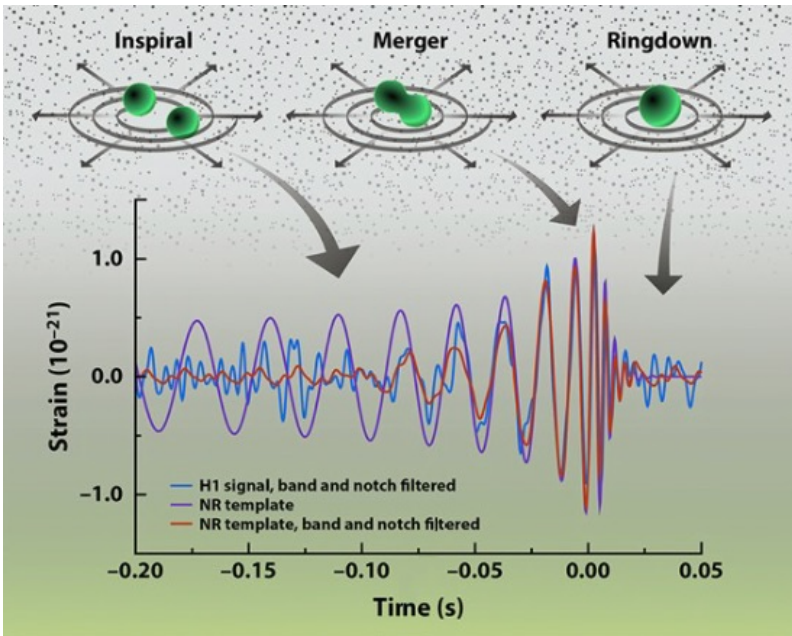 Inspiral
Merger
Ringdown
Strain (10⁻²¹)
1.0
0.0
−1.0
H1 signal, band and notch filtered
NR template
NR template, band and notch filtered
−0.20
−0.15
−0.10
−0.05
0.00
0.05
Time (s)